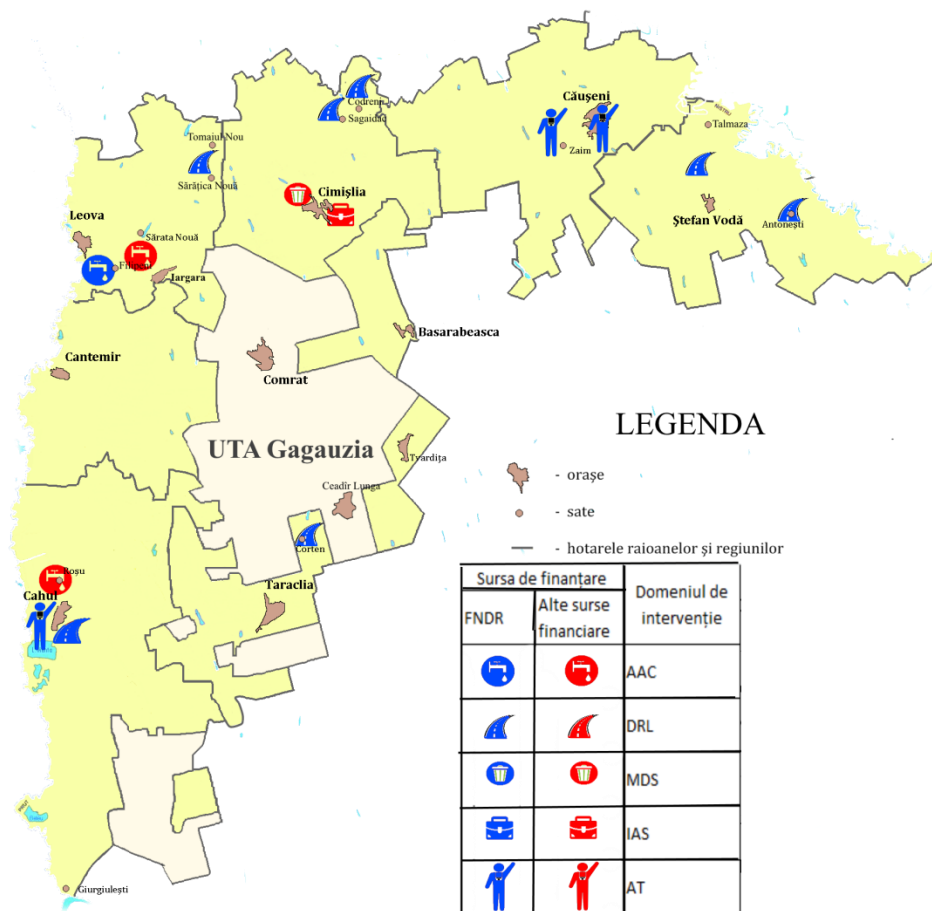 Codreni
Căușeni
Sagaidac
Talmaza
Tomaiul Nou
Zaim
Sărățica Nouă
Cimișlia
Leova
Ștefan Vodă
Antonești
Sărata Nouă
Filipeni
Iargara
Basarabeasca
Cantemir
Comrat
LEGENDA
UTA Gagauzia
Tvardița
- orașe
Ceadîr Lunga
- sate
Corten
- hotarele raioanelor și regiunilor
Roșu
Taraclia
Cahul
Sursa de finanțare
Domeniul de
intervenție
FNDR
Alte surse
financiare
AAC
DRL
MDS
IAS
AT
Giurgiulești